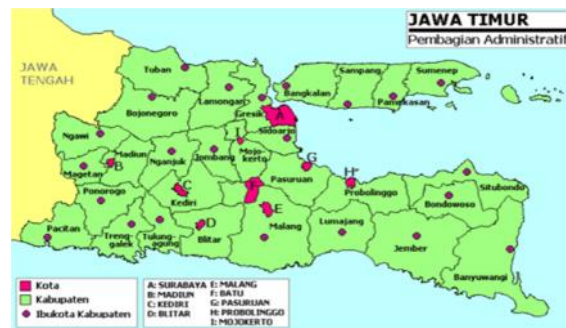 JAWA TIMUR
Pembagian Administratif
JAWA
TENGAH
Tuban
Bojonegoro
Lamongan
Gresik
Bangkalan
Sampang
Pamekasan
Sumenep
A
Sidoarjo
Ngawi
Madiun
B
Magetan
Nganjuk
Jombang
I
Mojo-
kerto
Ponorogo
C
Kediri
Pasuruan
G
H
Probolinggo
Situbondo
Bondowoso
Pacitan
Treng-
galek
Tulung-
agung
D
Blitar
E
Malang
Lumajang
Jember
Banyuwangi
Kota
Kabupaten
Ibukota Kabupaten
A: SURABAYA E: MALANG
B: MADIUN F: BATU
C: KEDIRI G: PASURUAN
D: BLITAR H: PROBOLINGGO
I: MOJOKERTO